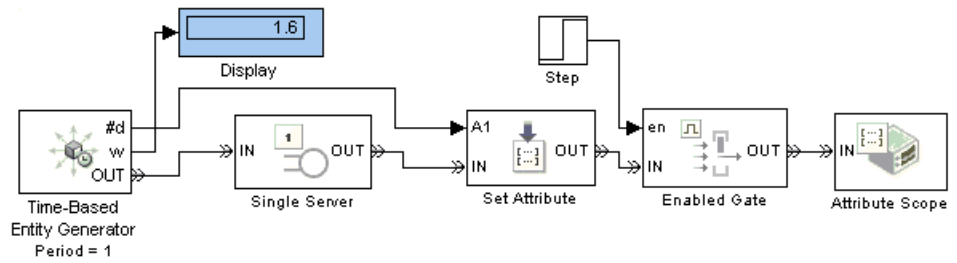 1.6
Display
Step
#d
w
OUT
Time-Based
Entity Generator
Period = 1
IN
1
OUT
Single Server
A1
IN
[...]
OUT
Set Attribute
en
IN
OUT
Enabled Gate
IN
[...]
Attribute Scope